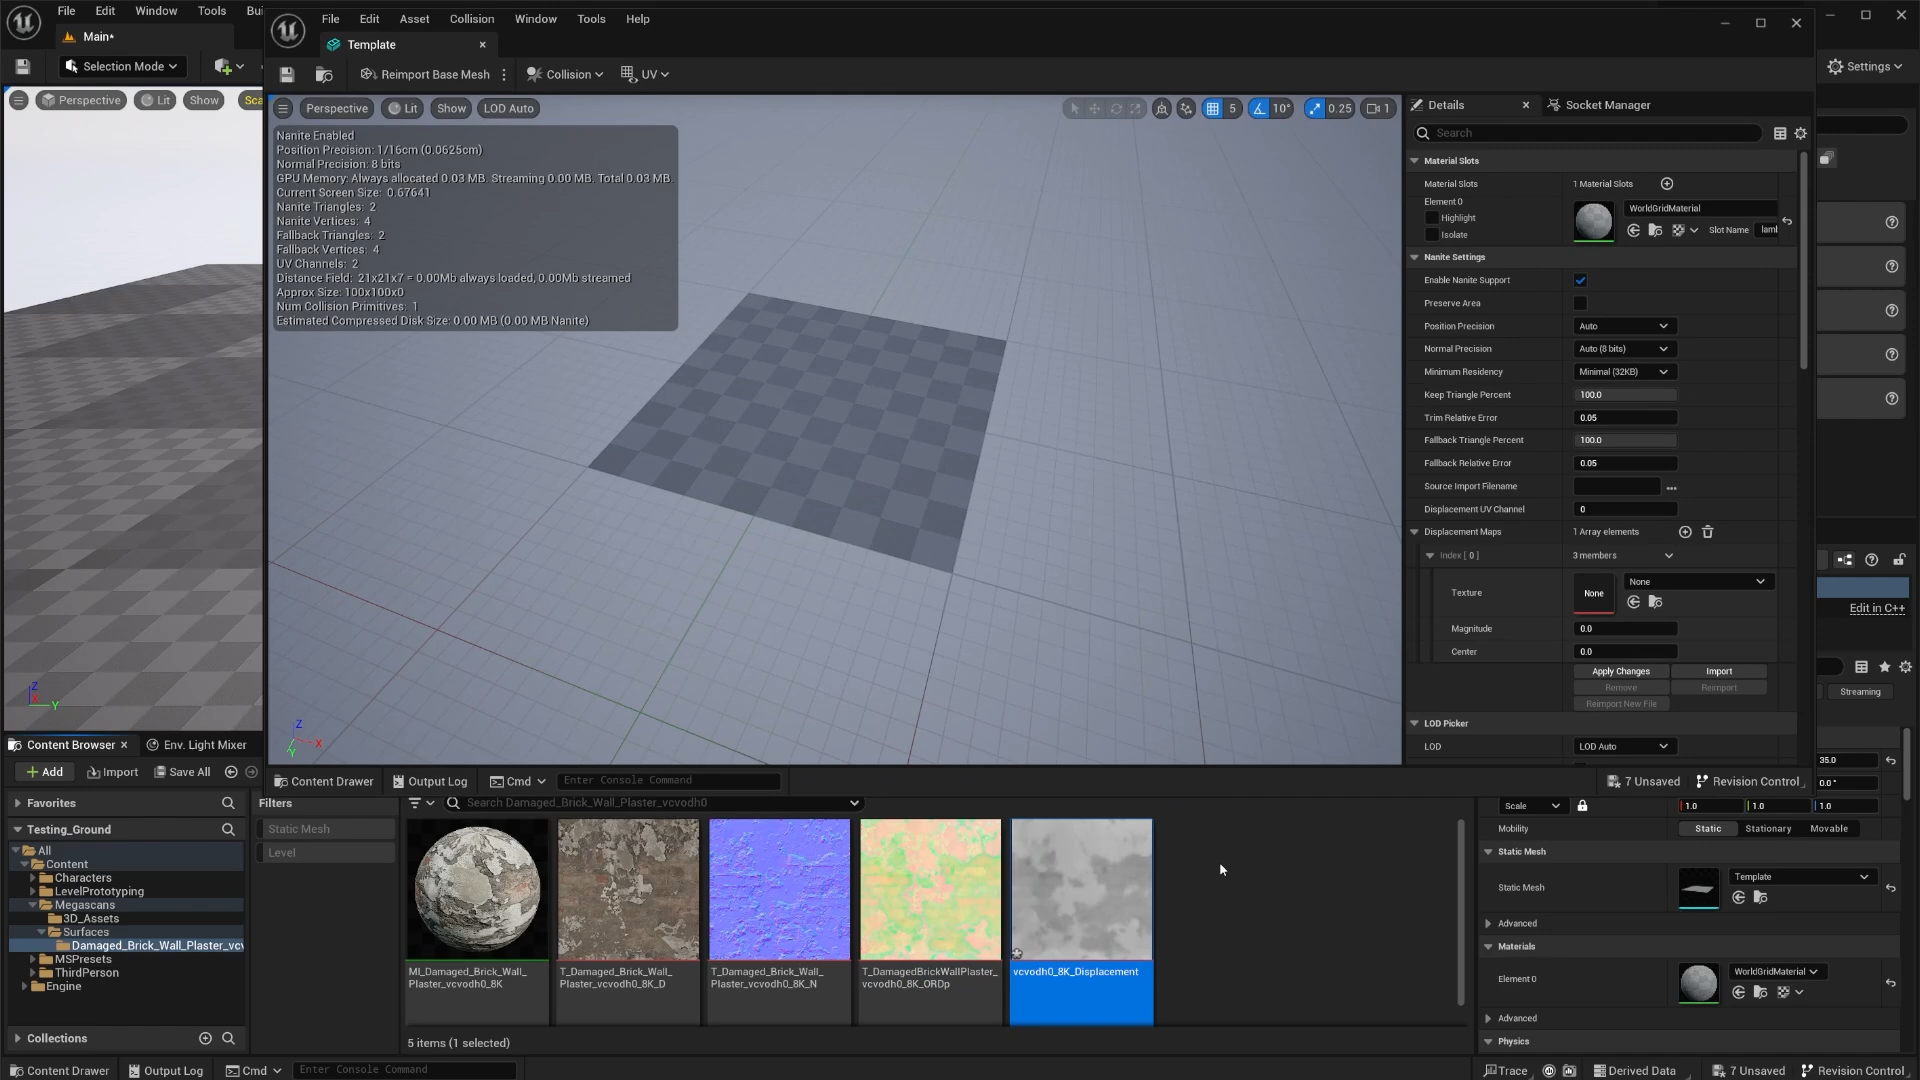 File Edit Window Tools Bui
Main*
Selection Mode
Perspective Lit Show Sca
File Edit Asset Collision Window Tools Help
Template
Reimport Base Mesh Collision UV
Perspective Lit Show LOD Auto
5 10° 0.25 1
Nanite Enabled
Position Precision: 1/16cm (0.0625cm)
Normal Precision: 8 bits
GPU Memory: Always allocated 0.03 MB. Streaming 0.00 MB. Total 0.03 MB.
Current Screen Size: 0.67641
Nanite Triangles: 2
Nanite Vertices: 4
Fallback Triangles: 2
Fallback Vertices: 4
UV Channels: 2
Distance Field: 21x21x7 = 0.00Mb always loaded, 0.00Mb streamed
Approx Size: 100x100x0
Num Collision Primitives: 1
Estimated Compressed Disk Size: 0.00 MB (0.00 MB Nanite)
Z Y
Z X Y
Details Socket Manager
Search
Material Slots
Material Slots 1 Material Slots
Element 0
Highlight
Isolate
WorldGridMaterial
Slot Name lamb
Nanite Settings
Enable Nanite Support
Preserve Area
Position Precision Auto
Normal Precision Auto (8 bits)
Minimum Residency Minimal (32KB)
Keep Triangle Percent 100.0
Trim Relative Error 0.05
Fallback Triangle Percent 100.0
Fallback Relative Error 0.05
Source Import Filename
Displacement UV Channel 0
Displacement Maps 1 Array elements
Index [ 0 ] 3 members
Texture None None
Magnitude 0.0
Center 0.0
Apply Changes Import
Remove Reimport
Reimport New File
LOD Picker
LOD LOD Auto
Content Drawer Output Log Cmd Enter Console Command
7 Unsaved Revision Control
Settings
Edit in C++
Streaming
35.0
0.0°
Content Browser Env. Light Mixer
Add Import Save All
Favorites
Testing_Ground
All
Content
Characters
LevelPrototyping
Megascans
3D_Assets
Surfaces
Damaged_Brick_Wall_Plaster_vcv
MSPresets
ThirdPerson
Engine
Collections
Filters
Static Mesh
Level
Search Damaged_Brick_Wall_Plaster_vcvodh0
MI_Damaged_Brick_Wall_
Plaster_vcvodh0_8K
T_Damaged_Brick_Wall_
Plaster_vcvodh0_8K_D
T_Damaged_Brick_Wall_
Plaster_vcvodh0_8K_N
T_DamagedBrickWallPlaster_
vcvodh0_8K_ORDp
vcvodh0_8K_Displacement
5 items (1 selected)
Scale 1.0 1.0 1.0
Mobility Static Stationary Movable
Static Mesh
Static Mesh Template
Advanced
Materials
Element 0 WorldGridMaterial
Advanced
Physics
Content Drawer Output Log Cmd Enter Console Command
Trace Derived Data 7 Unsaved Revision Control